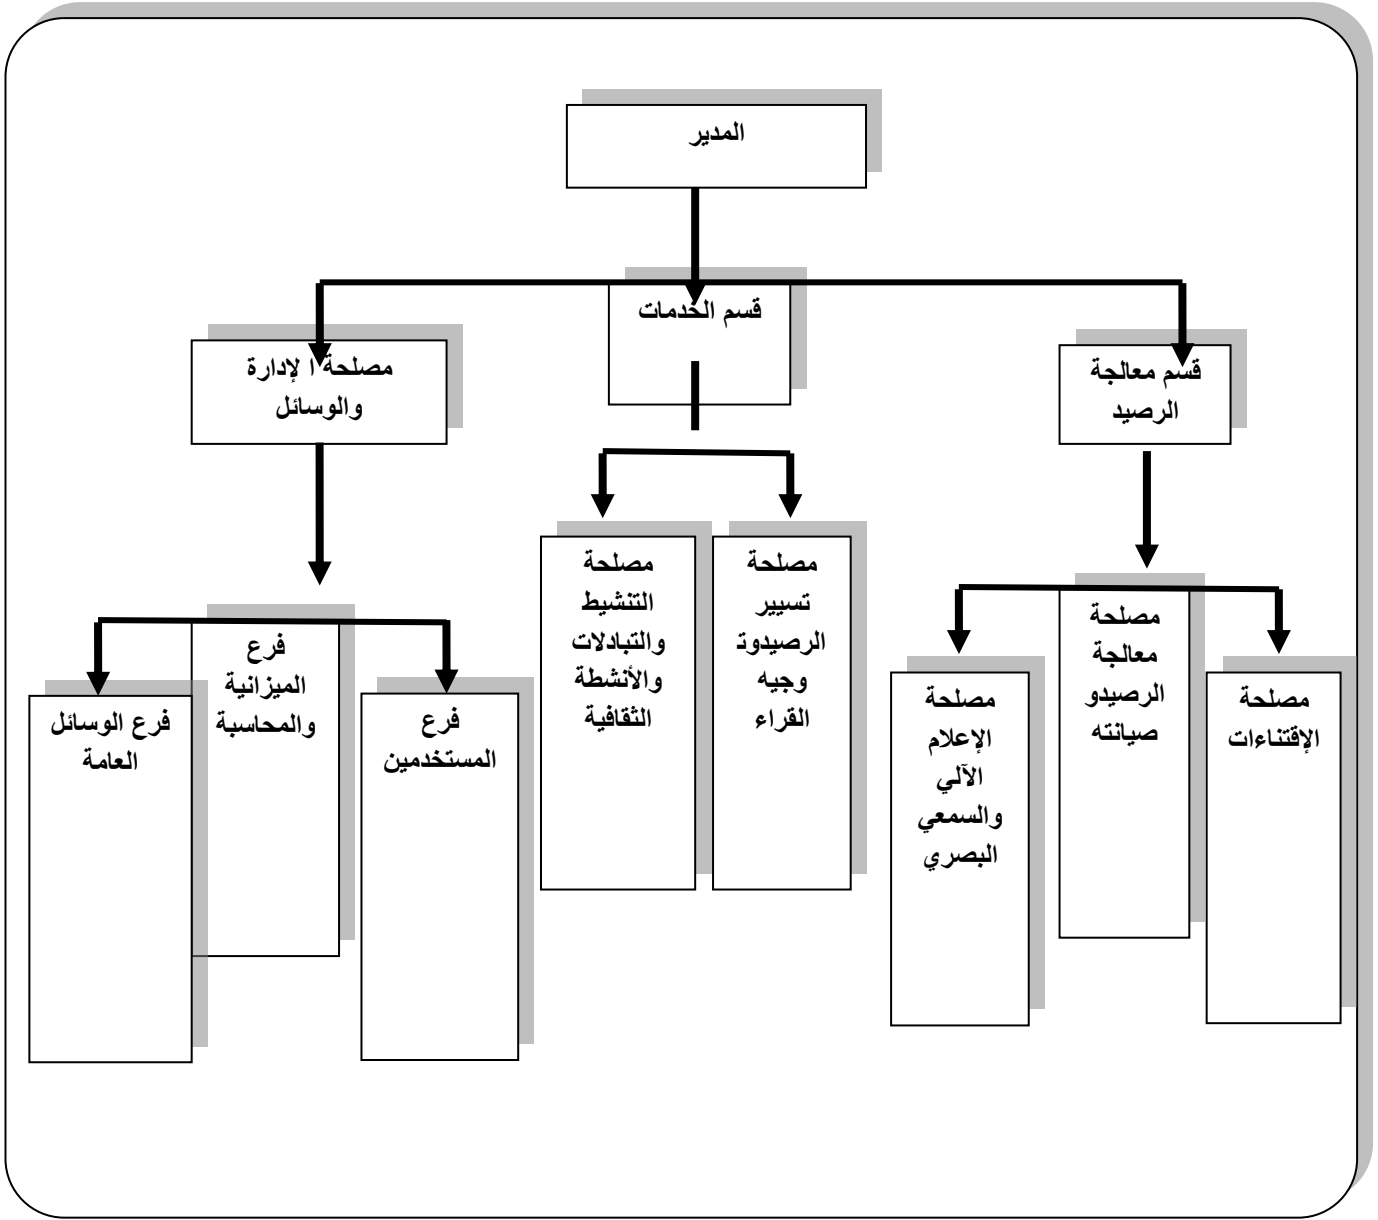 المدير
قسم الخدمات
قسم معالجة
الرصيد
مصلحة ا لإدارة
والوسائل
مصلحة
الإقتناءات
مصلحة
معالجة
الرصيدو
صيانته
مصلحة
الإعلام
الآلي
والسمعي
البصري
مصلحة
تسيير
الرصيدوت
وجيه
القراء
مصلحة
التنشيط
والتبادلات
والأنشطة
الثقافية
فرع
المستخدمين
فرع
الميزانية
والمحاسبة
فرع الوسائل
العامة